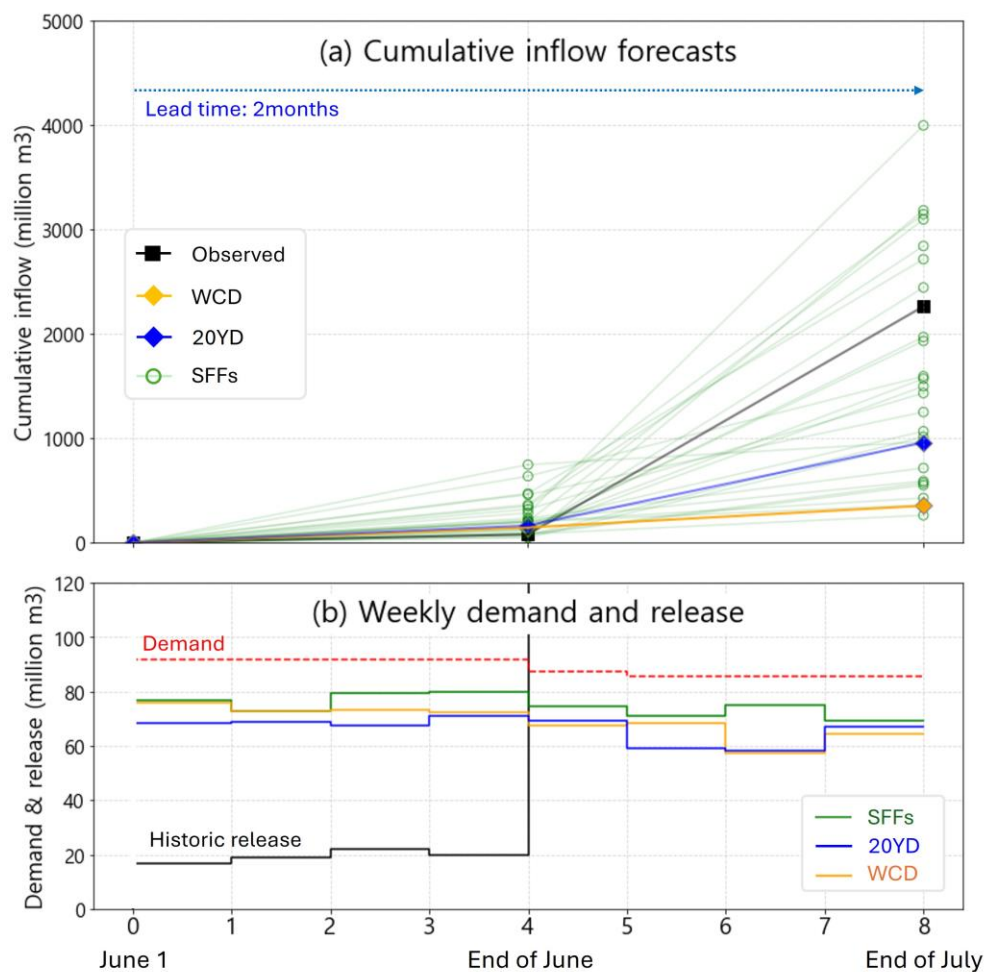 (a) Cumulative inflow forecasts
Lead time: 2months
Cumulative inflow (million m3)
5000
4000
3000
2000
1000
0
Observed
WCD
20YD
SFFs
(b) Weekly demand and release
Demand & release (million m3)
120
100
80
60
40
20
0
Demand
Historic release
SFFs
20YD
WCD
0 1 2 3 4 5 6 7 8
June 1 End of June End of July